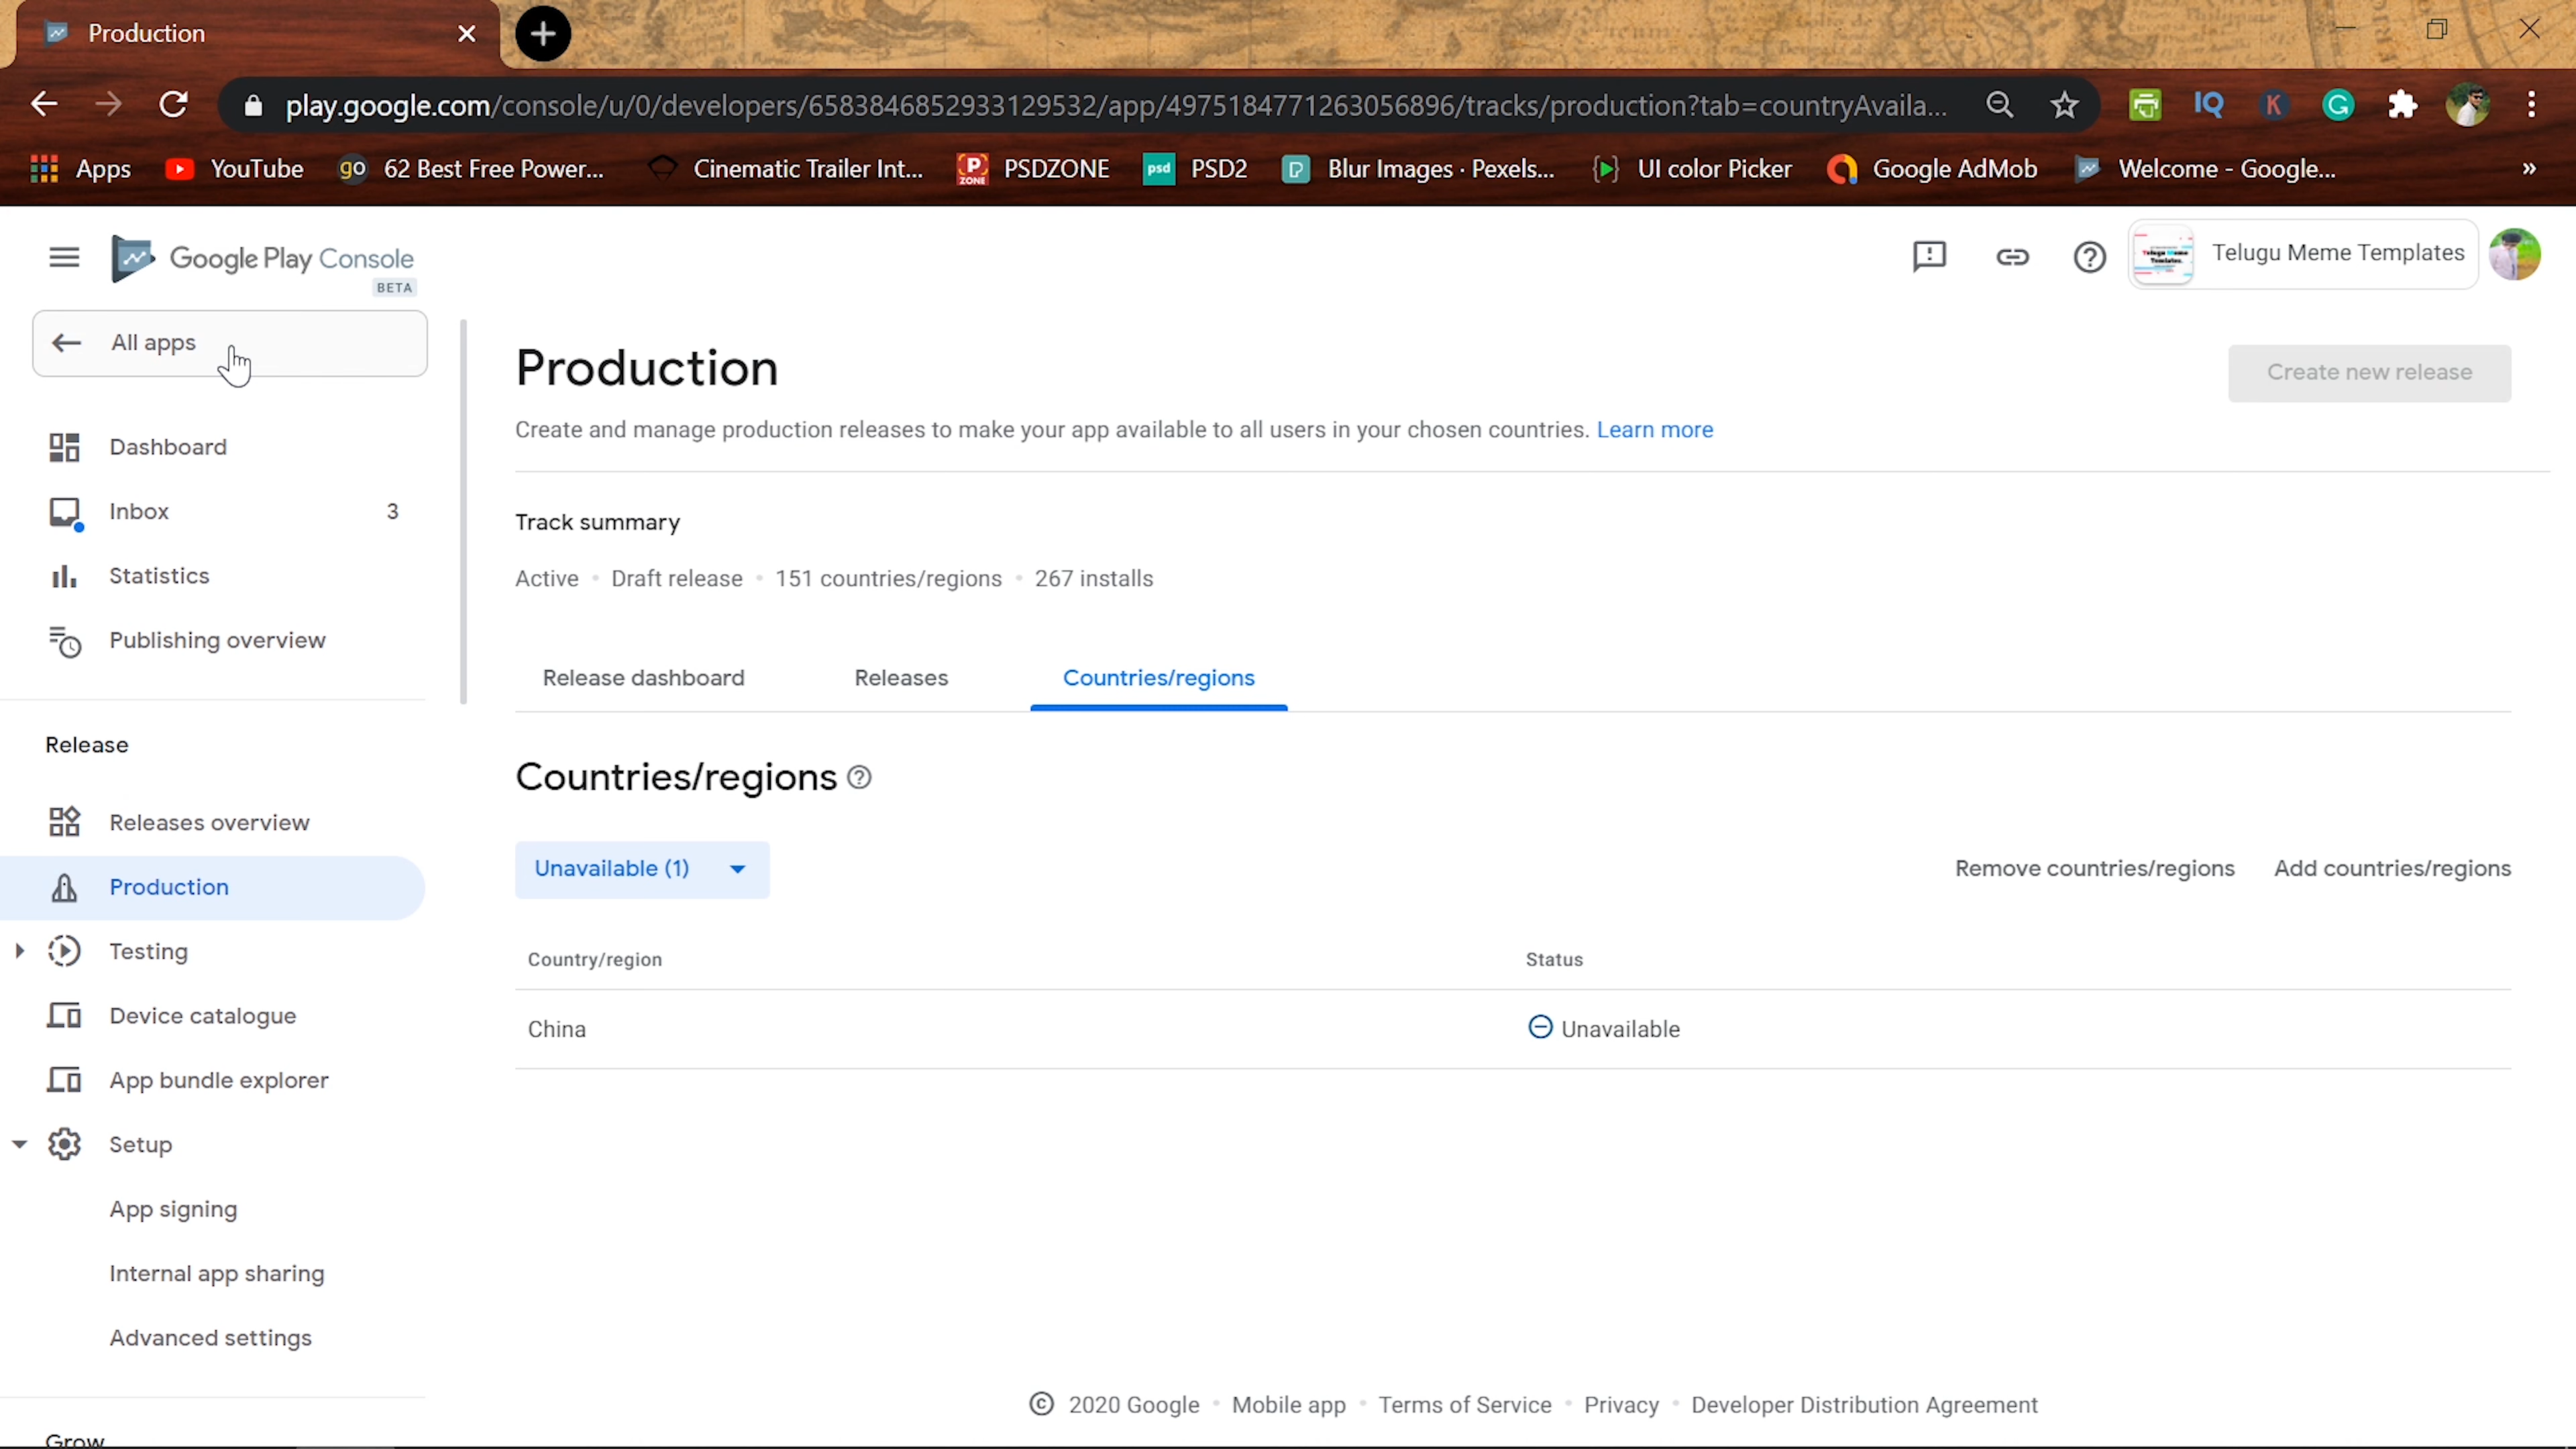 Production
play.google.com/console/u/0/developers/6583846852933129532/app/4975184771263056896/tracks/production?tab=countryAvaila...
Apps YouTube 62 Best Free Power... Cinematic Trailer Int... PSDZONE PSD2 Blur Images · Pexels... UI color Picker Google AdMob Welcome - Google... »
Google Play Console
BETA
Telugu Meme Templates
All apps
Dashboard
Inbox 3
Statistics
Publishing overview
Release
Releases overview
Production
Testing
Device catalogue
App bundle explorer
Setup
App signing
Internal app sharing
Advanced settings
Grow
Production
Create new release
Create and manage production releases to make your app available to all users in your chosen countries. Learn more
Track summary
Active • Draft release • 151 countries/regions • 267 installs
Release dashboard Releases Countries/regions
Countries/regions
Unavailable (1) Remove countries/regions Add countries/regions
Country/region Status
China Unavailable
© 2020 Google • Mobile app • Terms of Service • Privacy • Developer Distribution Agreement